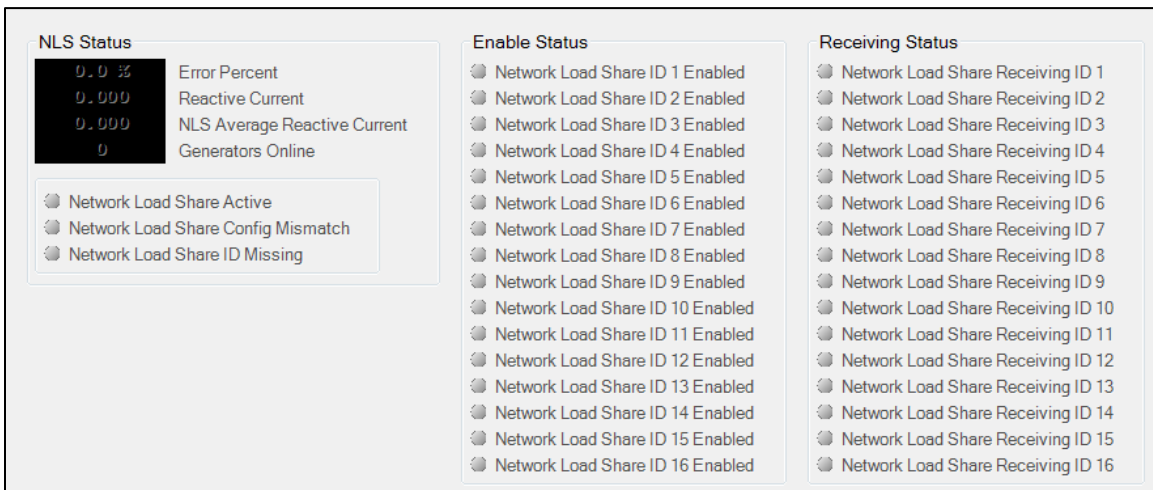 NLS Status
0.0 % Error Percent
0.000 Reactive Current
0.000 NLS Average Reactive Current
0 Generators Online
Network Load Share Active
Network Load Share Config Mismatch
Network Load Share ID Missing
Enable Status
Network Load Share ID 1 Enabled
Network Load Share ID 2 Enabled
Network Load Share ID 3 Enabled
Network Load Share ID 4 Enabled
Network Load Share ID 5 Enabled
Network Load Share ID 6 Enabled
Network Load Share ID 7 Enabled
Network Load Share ID 8 Enabled
Network Load Share ID 9 Enabled
Network Load Share ID 10 Enabled
Network Load Share ID 11 Enabled
Network Load Share ID 12 Enabled
Network Load Share ID 13 Enabled
Network Load Share ID 14 Enabled
Network Load Share ID 15 Enabled
Network Load Share ID 16 Enabled
Receiving Status
Network Load Share Receiving ID 1
Network Load Share Receiving ID 2
Network Load Share Receiving ID 3
Network Load Share Receiving ID 4
Network Load Share Receiving ID 5
Network Load Share Receiving ID 6
Network Load Share Receiving ID 7
Network Load Share Receiving ID 8
Network Load Share Receiving ID 9
Network Load Share Receiving ID 10
Network Load Share Receiving ID 11
Network Load Share Receiving ID 12
Network Load Share Receiving ID 13
Network Load Share Receiving ID 14
Network Load Share Receiving ID 15
Network Load Share Receiving ID 16